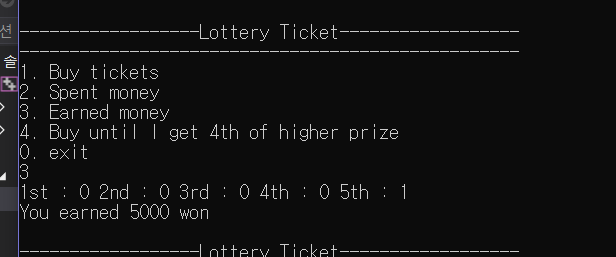 션
솔
------------------Lottery Ticket------------------
--------------------------------------------------
1. Buy tickets
2. Spent money
3. Earned money
4. Buy until I get 4th of higher prize
0. exit
3
1st : 0 2nd : 0 3rd : 0 4th : 0 5th : 1
You earned 5000 won
------------------Lottery Ticket------------------